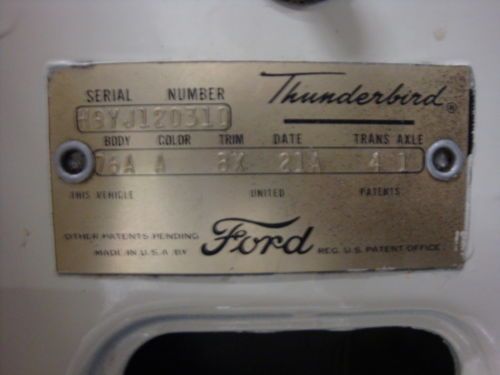 SERIAL NUMBER Thunderbird ®
H9YJ120310
BODY COLOR TRIM DATE TRANS AXLE
76A A 8X 21A 4 1
THIS VEHICLE UNITED PATENTS
OTHER PATENTS PENDING
MADE IN U.S.A. BY Ford REG. U.S. PATENT OFFICE